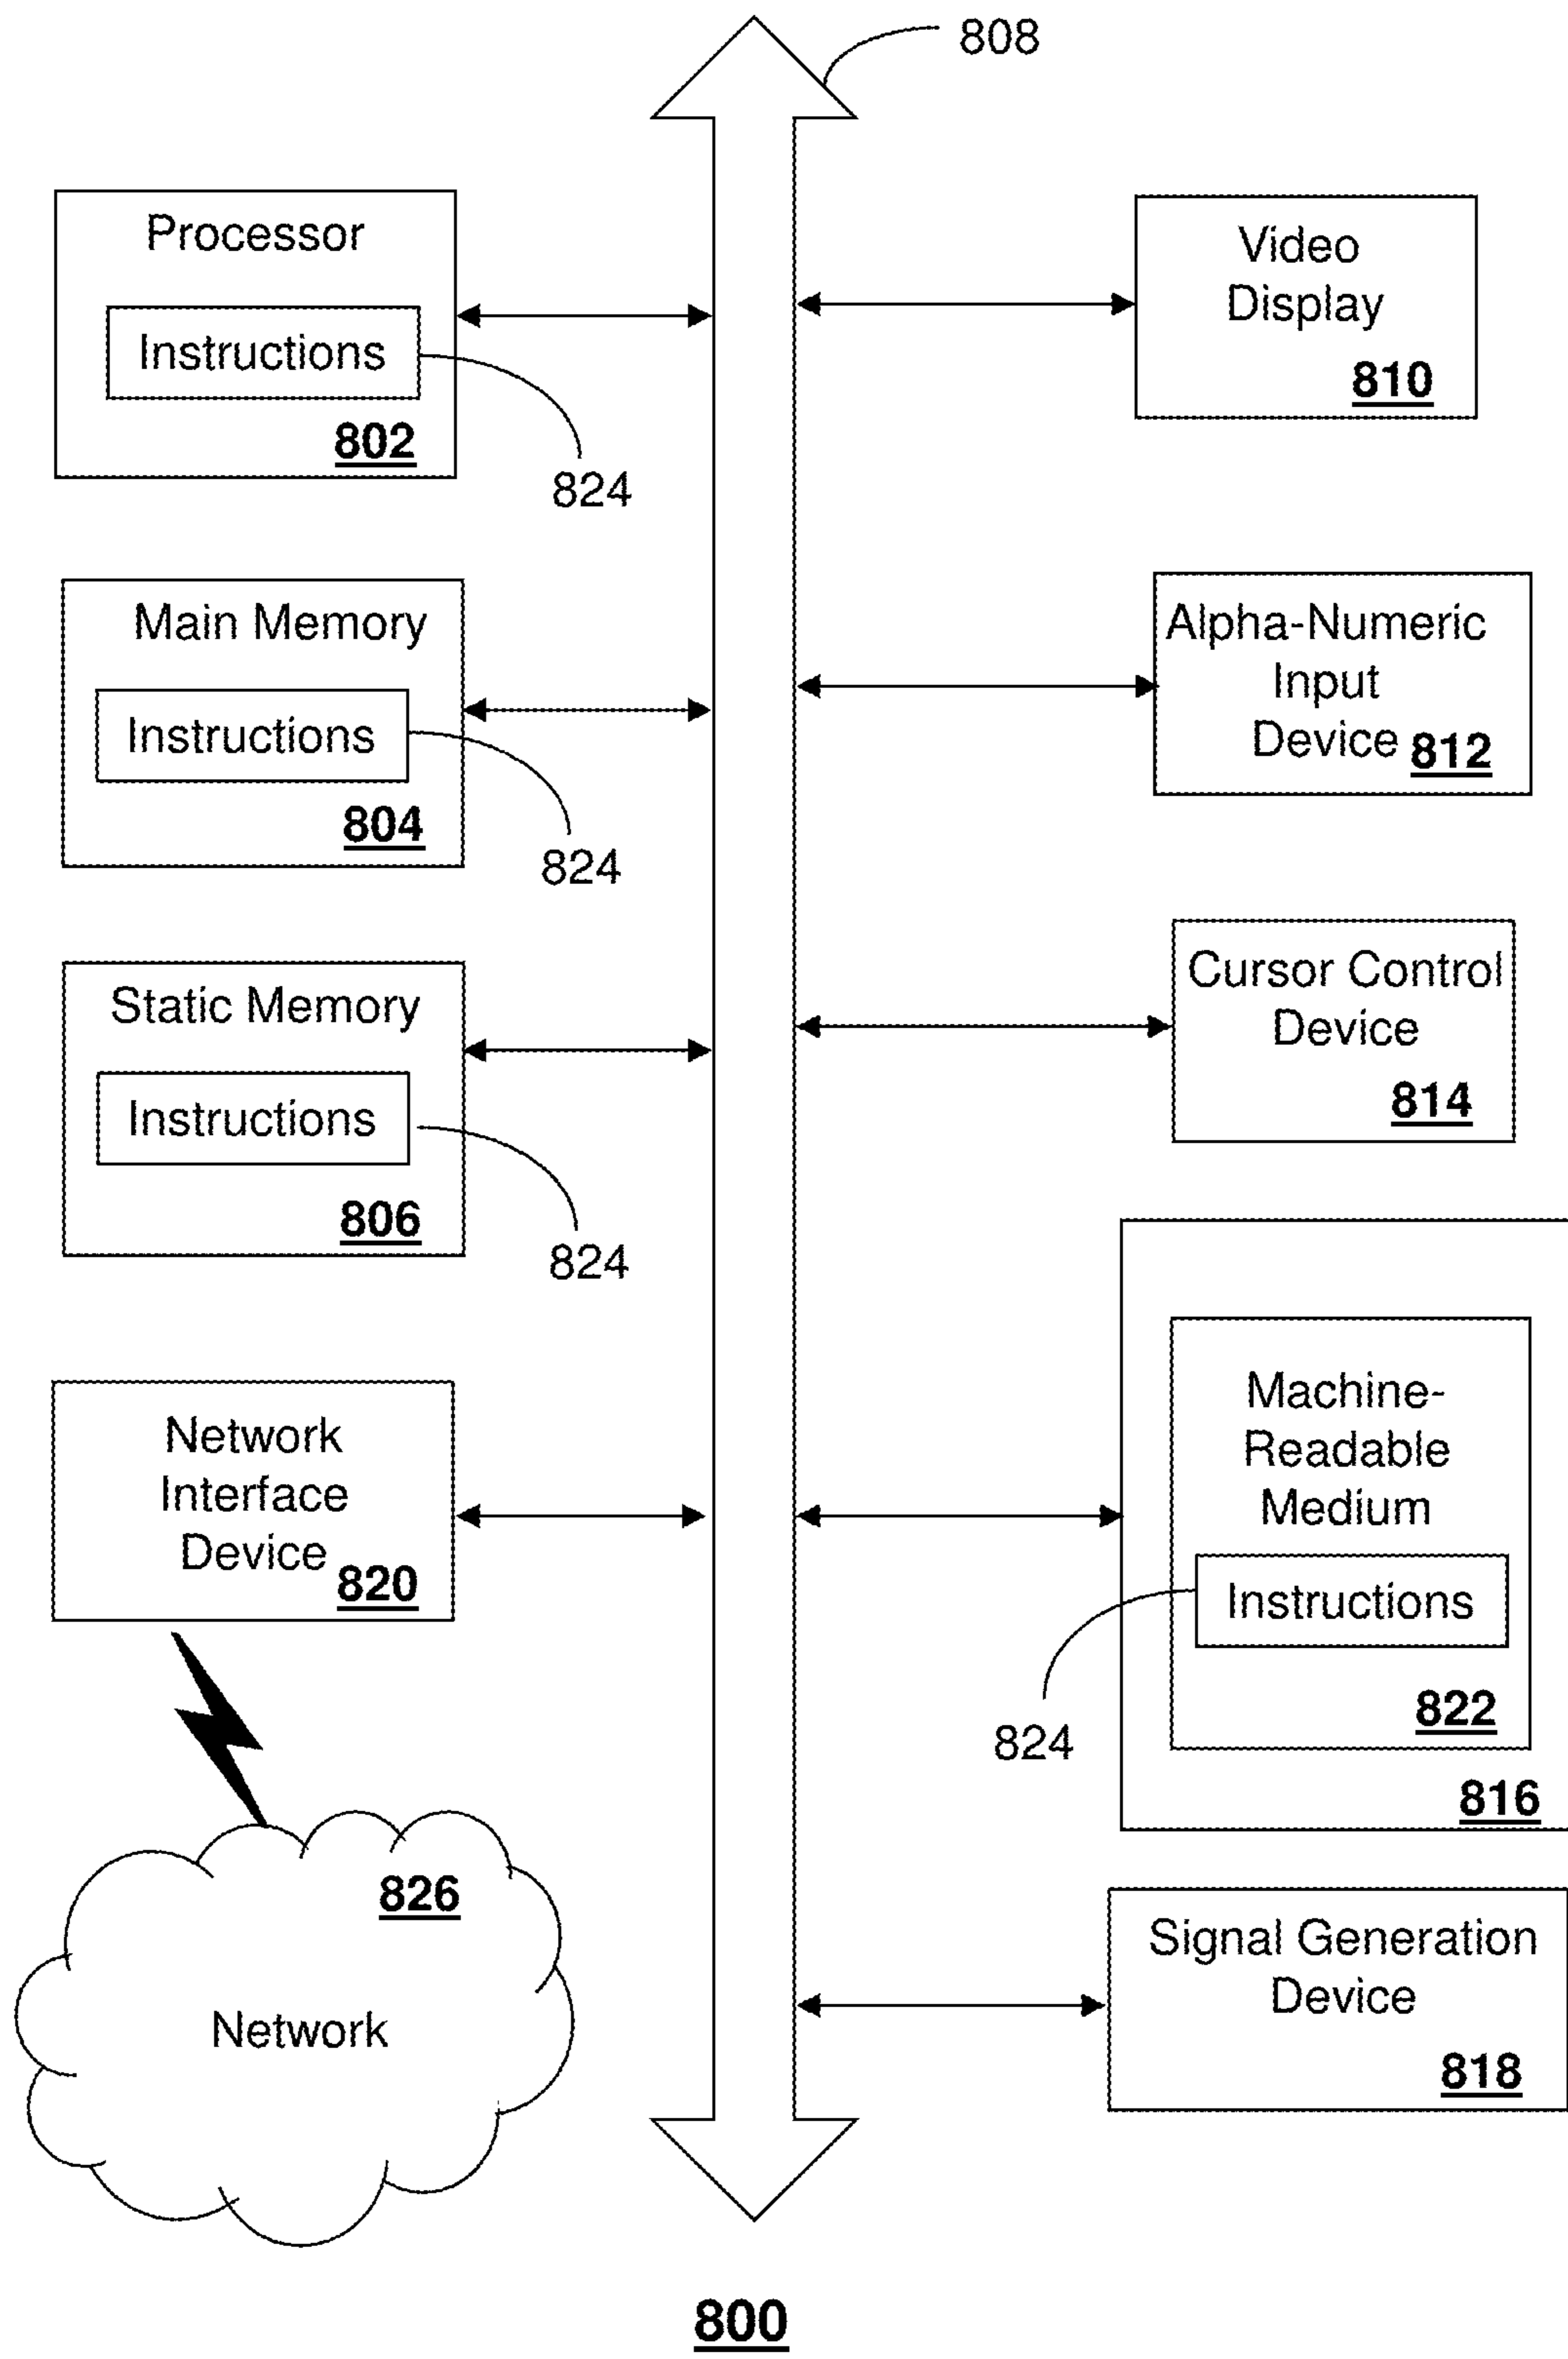 808
Processor
Instructions
802
824
Main Memory
Instructions
804
824
Static Memory
Instructions
806
824
Network
Interface
Device
820
826
Network
Video
Display
810
Alpha-Numeric
Input
Device 812
Cursor Control
Device
814
Machine-
Readable
Medium
Instructions
822
824
816
Signal Generation
Device
818
800